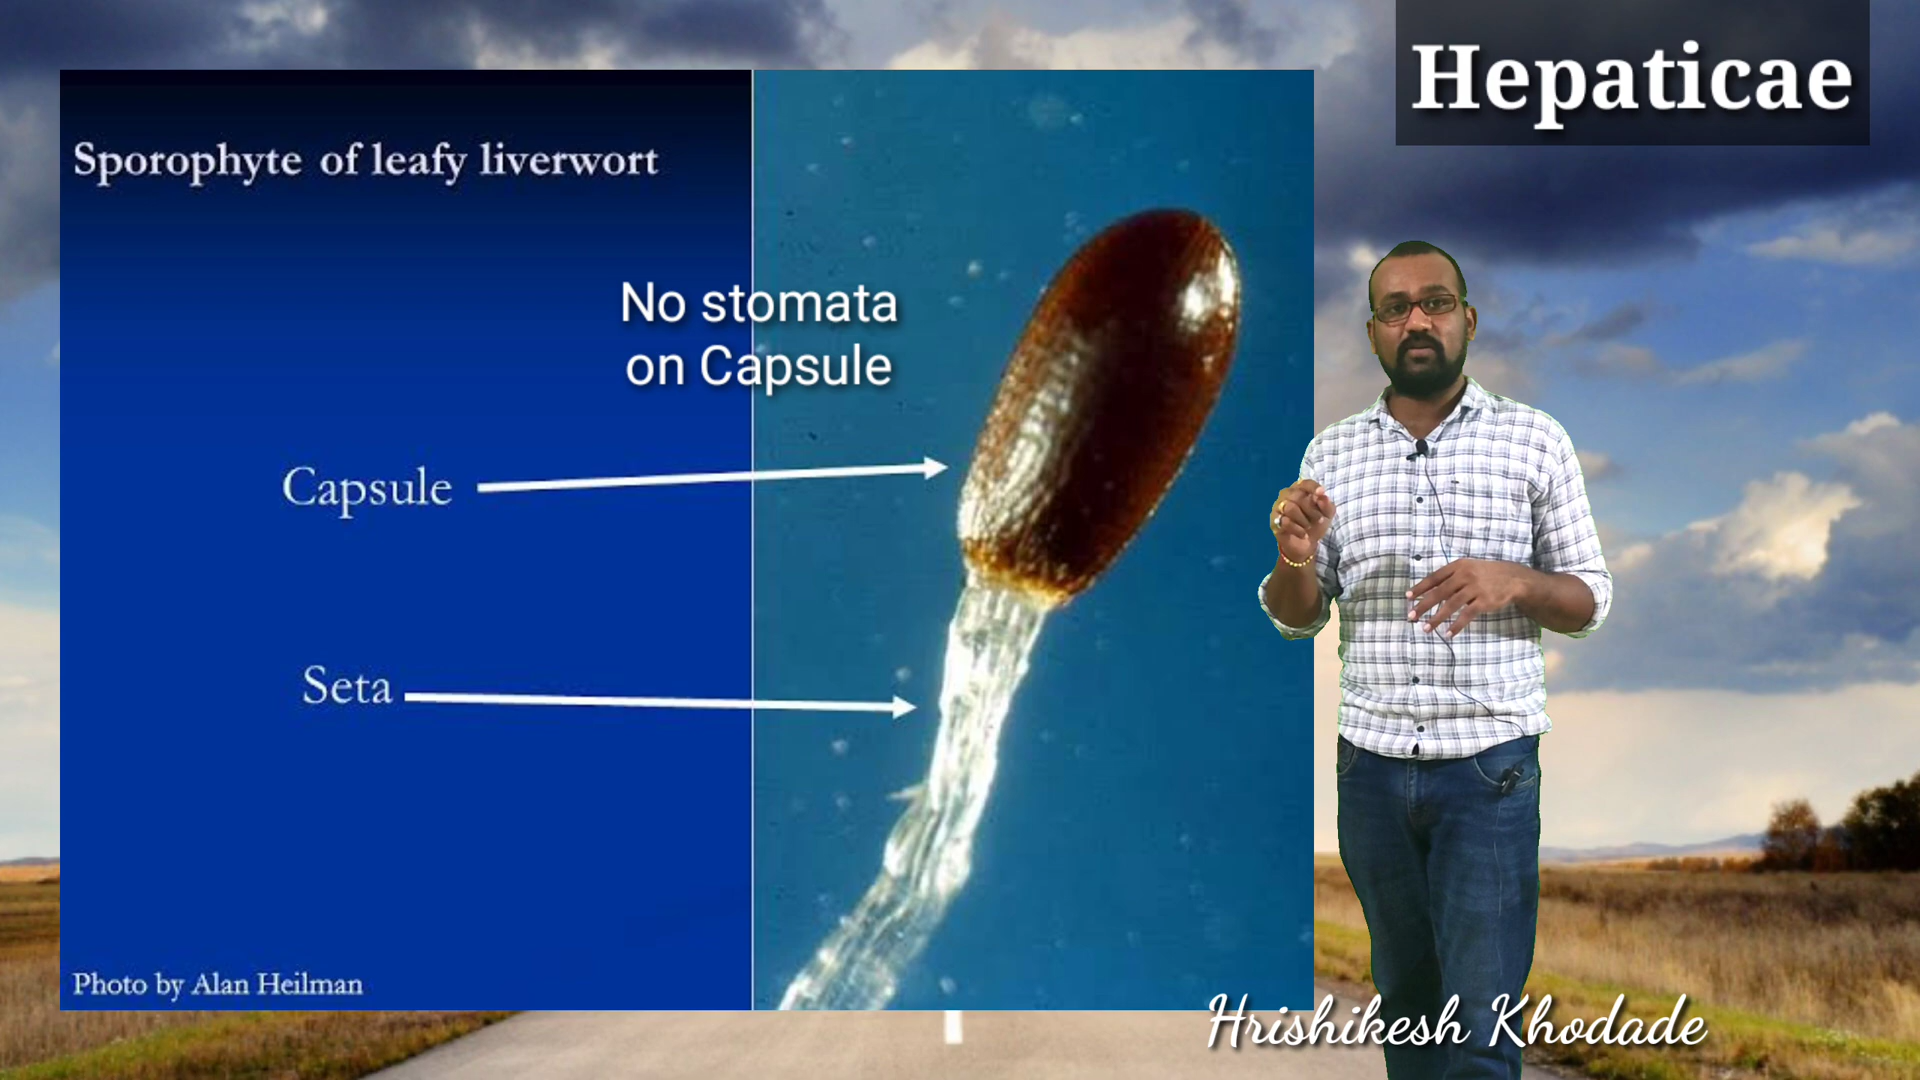 Hepaticae
Sporophyte of leafy liverwort
No stomata
on Capsule
Capsule
Seta
Photo by Alan Heilman
Hrishikesh Khodade